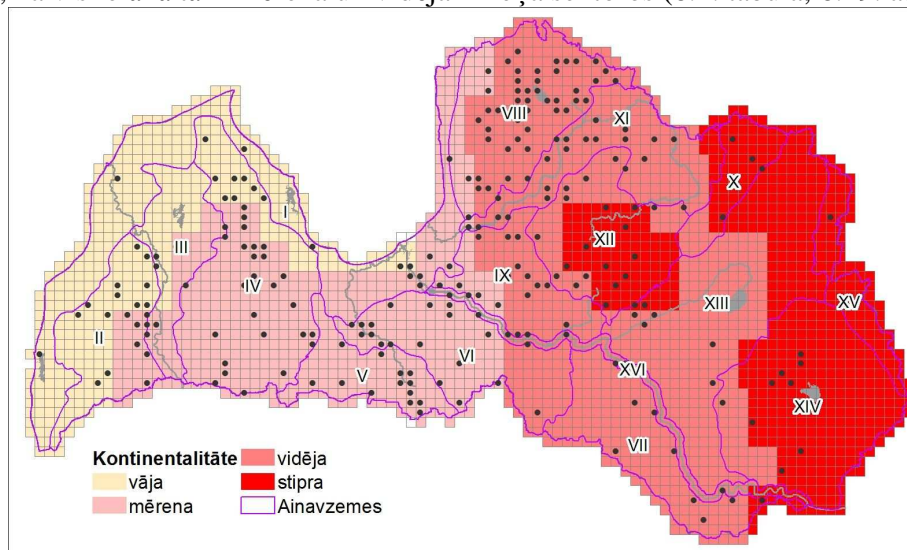 VIII
XI
X
I
XII
III
IV
IX
XIII
XV
II
VI
XVI
V
XIV
VII
Kontinentalitāte
vāja
mērena
vidēja
stipra
Ainavzemes